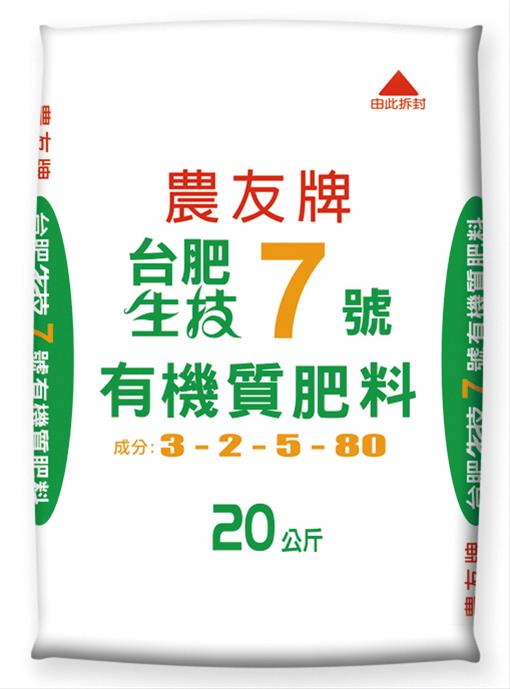 由此拆封
農友牌
台肥生技7號
有機質肥料
成分:3-2-5-80
20公斤
農友牌
台肥生技7號有機質肥料
台肥生技7號有機質肥料
農友牌